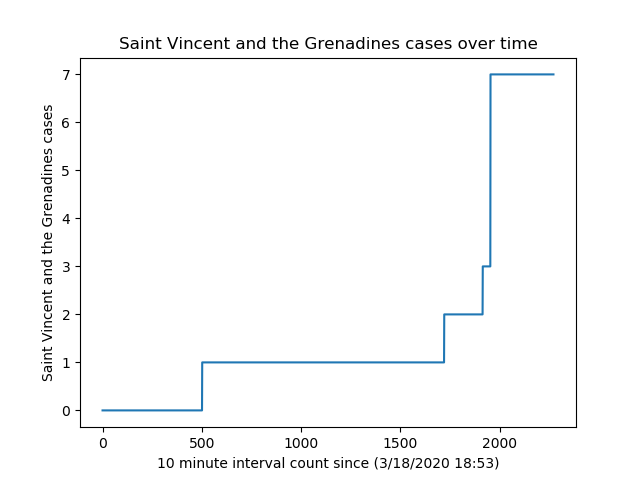 Saint Vincent and the Grenadines cases over time
Saint Vincent and the Grenadines cases
7
6
5
4
3
2
1
0
0 500 1000 1500 2000
10 minute interval count since (3/18/2020 18:53)